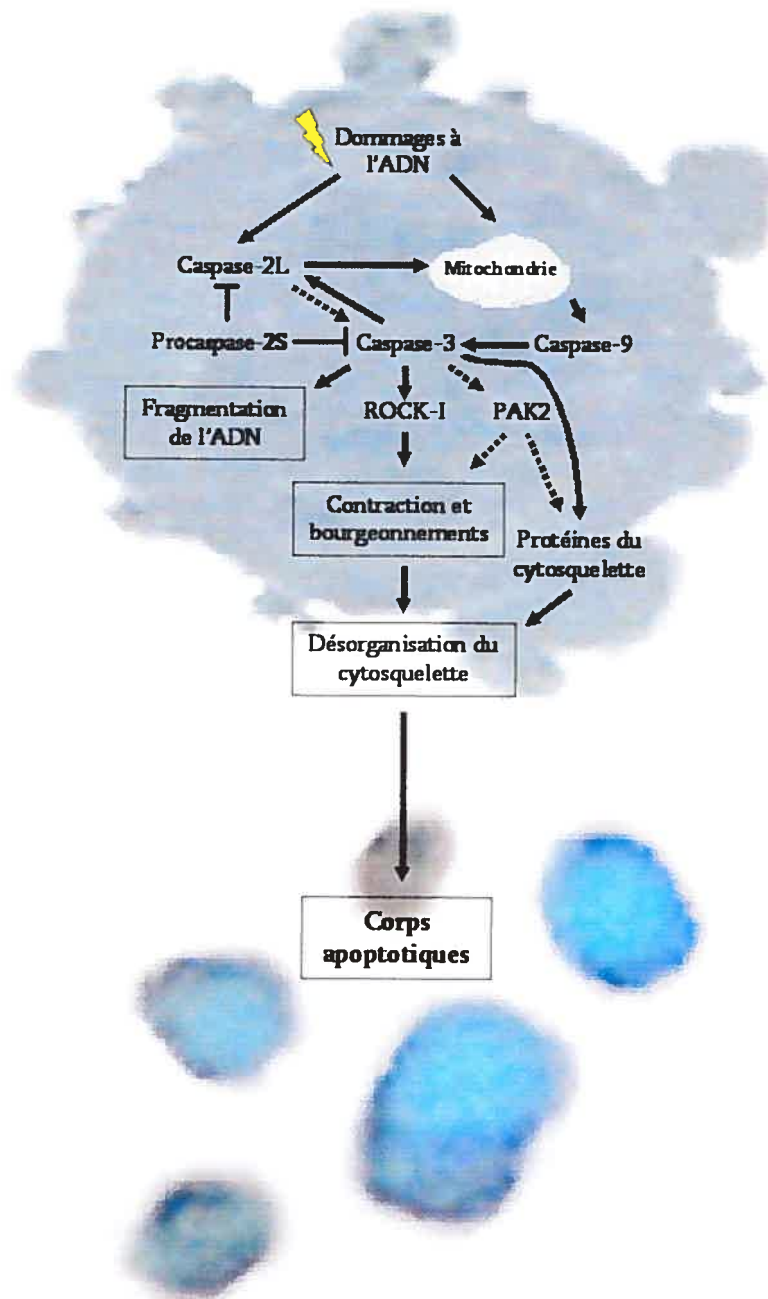 Dommages à
l'ADN
Caspase-2L
Mitochondrie
Procaspase-2S
Caspase-3
Caspase-9
Fragmentation
de l'ADN
ROCK-I
PAK2
Contraction et
bourgeonnements
Protéines du
cytosquelette
Désorganisation du
cytosquelette
Corps
apoptotiques